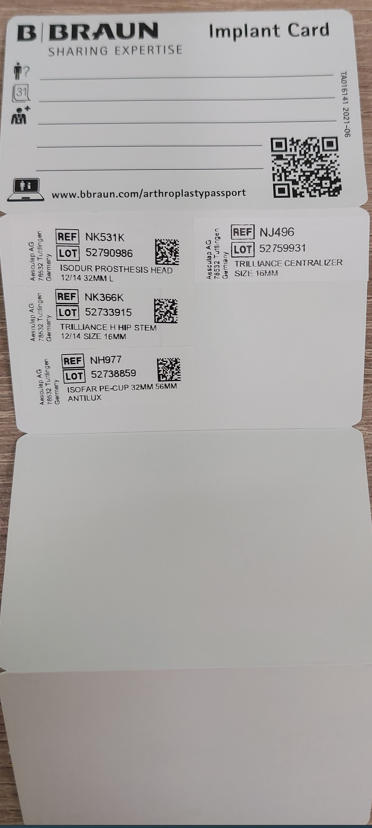 B|BRAUN
SHARING EXPERTISE
Implant Card
?
31
TA016141 2021-06
www.bbraun.com/arthroplastypassport
Aesculap AG
78532 Tuttlingen
Germany
REF NK531K
LOT 52790986
ISODUR PROSTHESIS HEAD
12/14 32MM L
Aesculap AG
78532 Tuttlingen
Germany
REF NJ496
LOT 52759931
TRILLIANCE CENTRALIZER
SIZE 16MM
Aesculap AG
78532 Tuttlingen
Germany
REF NK366K
LOT 52733915
TRILLIANCE H HIP STEM
12/14 SIZE 16MM
Aesculap AG
78532 Tuttlingen
Germany
REF NH977
LOT 52738859
ISOFAR PE-CUP 32MM 56MM
ANTILUX